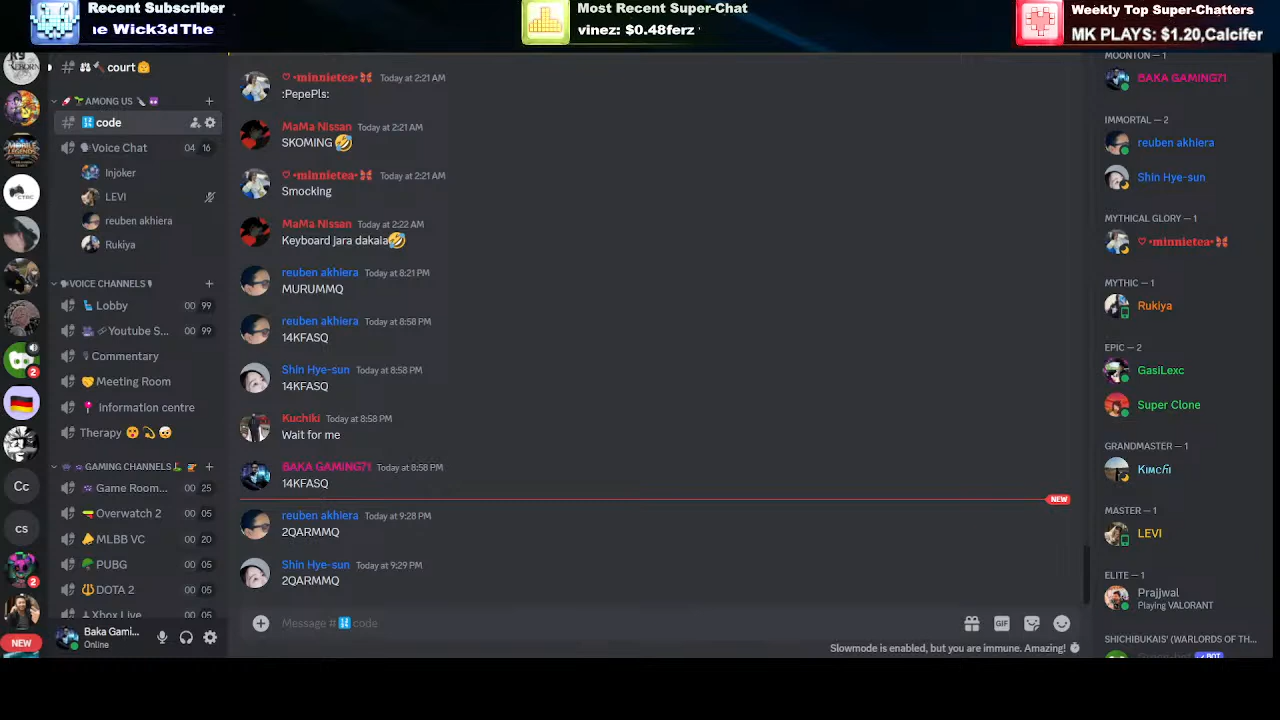 Recent Subscriber
ıe Wick3d The
Most Recent Super-Chat
vinez: $0.48ferz
Weekly Top Super-Chatters
MK PLAYS: $1.20,Calcifer
court
AMONG US
code
Voice Chat 04 16
Injoker
LEVI
reuben akhiera
Rukiya
VOICE CHANNELS
Lobby 00 99
Youtube S... 00 99
Commentary
Meeting Room
Information centre
Therapy
GAMING CHANNELS
Game Room... 00 25
Overwatch 2 00 05
MLBB VC 00 20
PUBG 00 05
DOTA 2 00 05
Xbox Live 00 05
Cc
cs
2
2
NEW
Baka Gami...
Online
♡ •minnietea• Today at 2:21 AM
:PepePls:
MaMa Nissan Today at 2:21 AM
SKOMING 🤣
♡ •minnietea• Today at 2:21 AM
Smocking
MaMa Nissan Today at 2:22 AM
Keyboard jara dakala🤣
reuben akhiera Today at 8:21 PM
MURUMMQ
reuben akhiera Today at 8:58 PM
14KFASQ
Shin Hye-sun Today at 8:58 PM
14KFASQ
Kuchiki Today at 8:58 PM
Wait for me
BAKA GAMING?! Today at 8:58 PM
14KFASQ
NEW
reuben akhiera Today at 9:28 PM
2QARMMQ
Shin Hye-sun Today at 9:29 PM
2QARMMQ
Message # code
GIF
Slowmode is enabled, but you are immune. Amazing!
MOONTON — 1
BAKA GAMING?!
IMMORTAL — 2
reuben akhiera
Shin Hye-sun
MYTHICAL GLORY — 1
♡ •minnietea•
MYTHIC — 1
Rukiya
EPIC — 2
GasiLexc
Super Clone
GRANDMASTER — 1
MASTER — 1
LEVI
ELITE — 1
Prajjwal
Playing VALORANT
SHICHIBUKAIS' (WARLORDS OF TH...
BOT